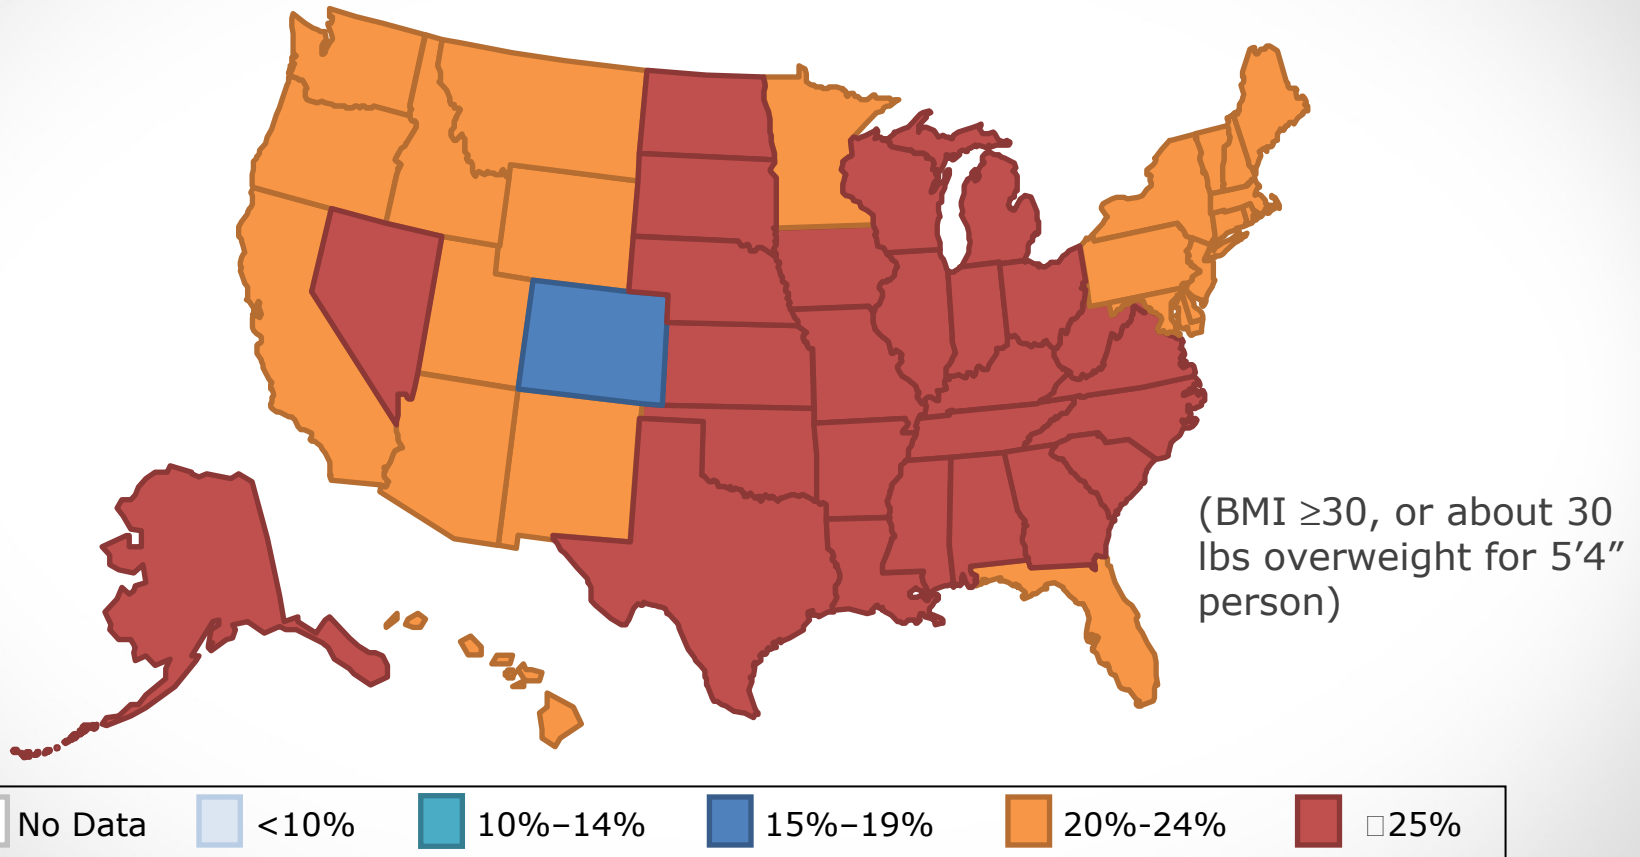 (BMI ≥30, or about 30
lbs overweight for 5’4”
person)
No Data <10% 10%–14% 15%–19% 20%-24% □25%